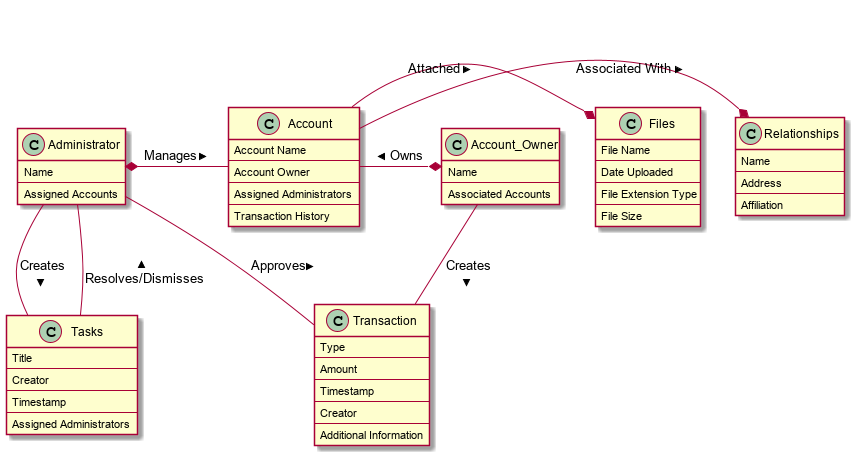 Attached ►
Associated With ►
C Administrator
Name
Assigned Accounts
Manages ►
C Account
Account Name
Account Owner
Assigned Administrators
Transaction History
◄ Owns
C Account_Owner
Name
Associated Accounts
C Files
File Name
Date Uploaded
File Extension Type
File Size
C Relationships
Name
Address
Affiliation
Creates
▼
▲
Resolves/Dismisses
Approves►
Creates
▼
C Tasks
Title
Creator
Timestamp
Assigned Administrators
C Transaction
Type
Amount
Timestamp
Creator
Additional Information